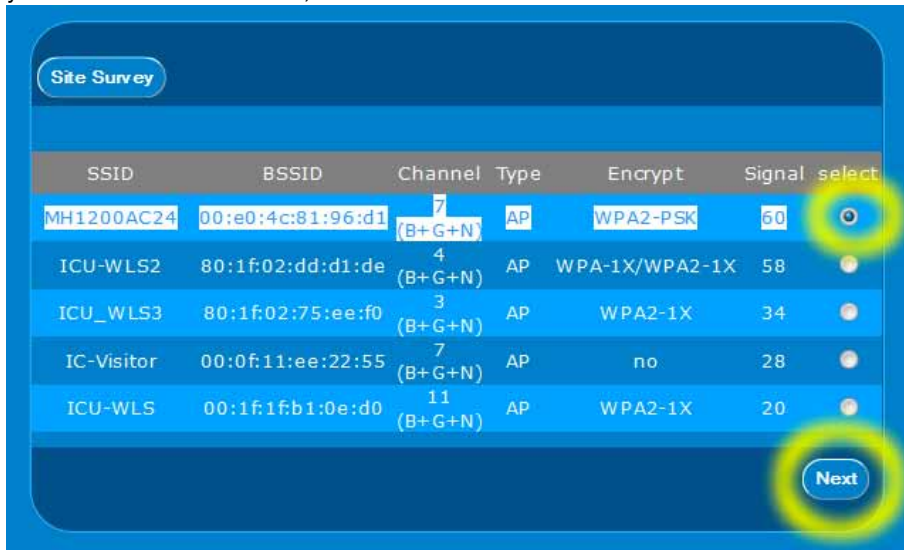 Site Survey
SSID BSSID Channel Type Encrypt Signal select
MH1200AC24 00:e0:4c:81:96:d1 7 (B+G+N) AP WPA2-PSK 60
ICU-WLS2 80:1f:02:dd:d1:de 4 (B+G+N) AP WPA-1X/WPA2-1X 58
ICU_WLS3 80:1f:02:75:ee:f0 3 (B+G+N) AP WPA2-1X 34
IC-Visitor 00:0f:11:ee:22:55 7 (B+G+N) AP no 28
ICU-WLS 00:1f:1f:b1:0e:d0 11 (B+G+N) AP WPA2-1X 20
Next